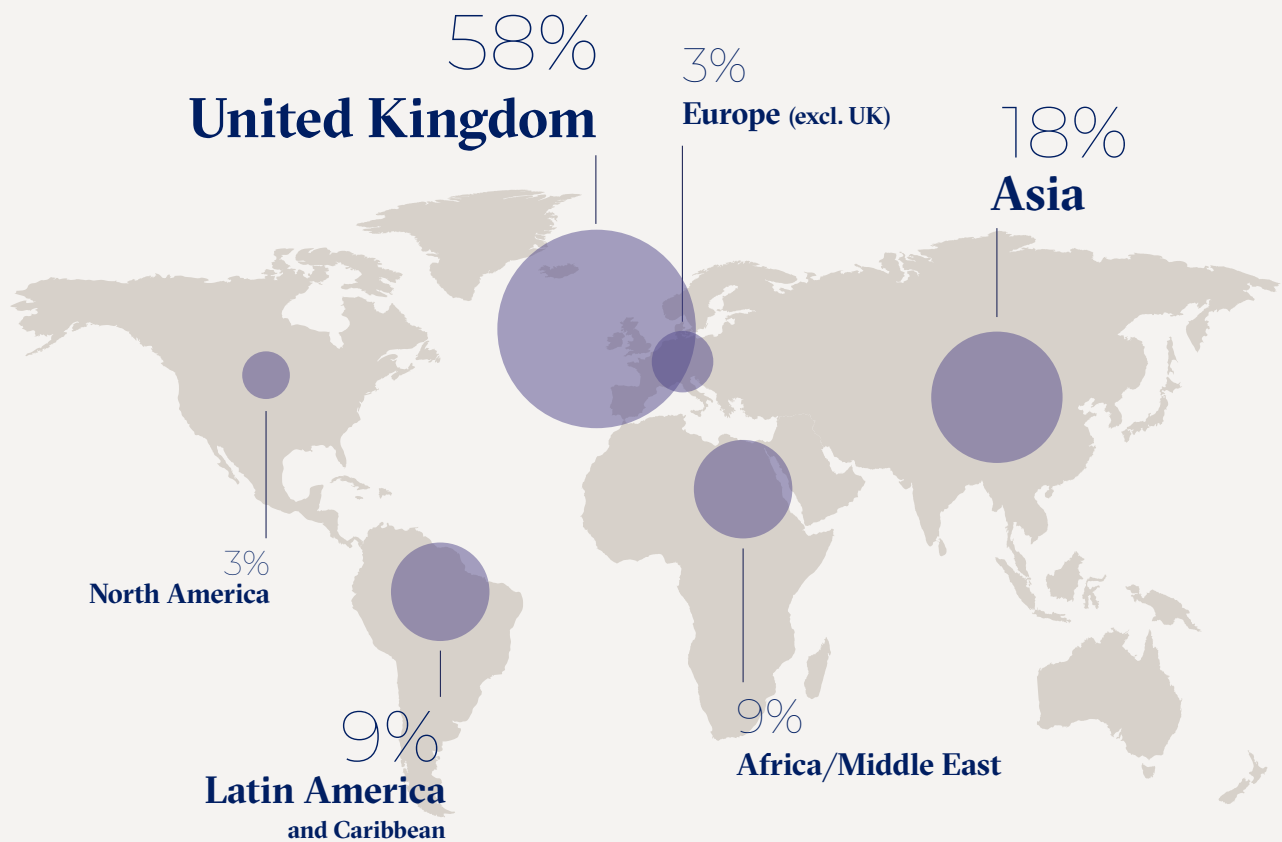 58%
United Kingdom
3%
Europe (excl. UK)
18%
Asia
3%
North America
9%
Latin America
and Caribbean
9%
Africa/Middle East